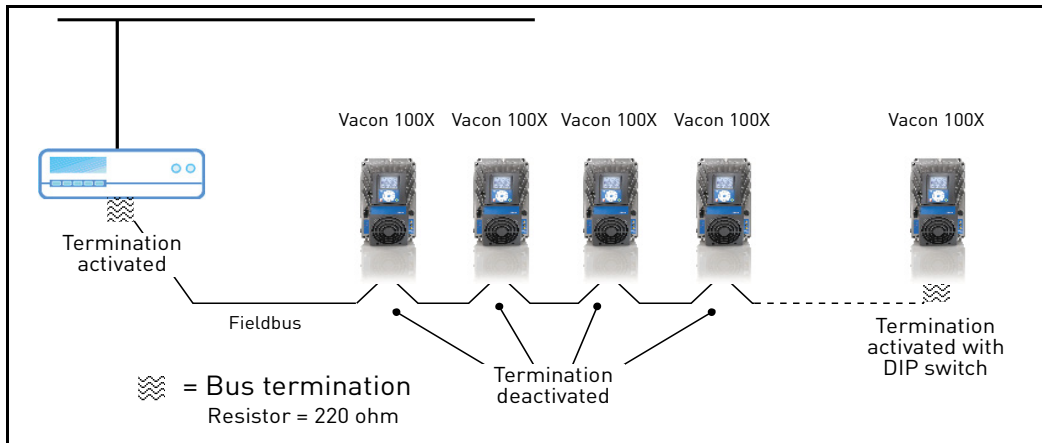 Vacon 100X Vacon 100X Vacon 100X Vacon 100X Vacon 100X
Termination
activated
Fieldbus
Termination
deactivated
Termination
activated with
DIP switch
= Bus termination
Resistor = 220 ohm